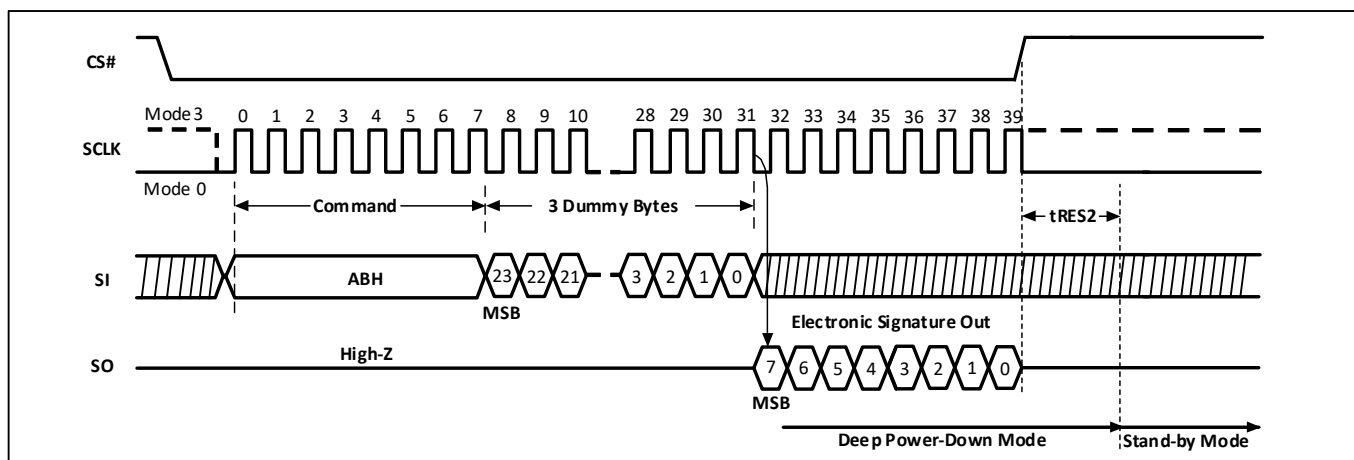 CS#
Mode 3
0 1 2 3 4 5 6 7 8 9 10 28 29 30 31 32 33 34 35 36 37 38 39
SCLK
Mode 0
Command
3 Dummy Bytes
tRES2
SI
ABH
23 22 21 3 2 1 0
MSB
Electronic Signature Out
High-Z
SO
7 6 5 4 3 2 1 0
MSB
Deep Power-Down Mode
Stand-by Mode